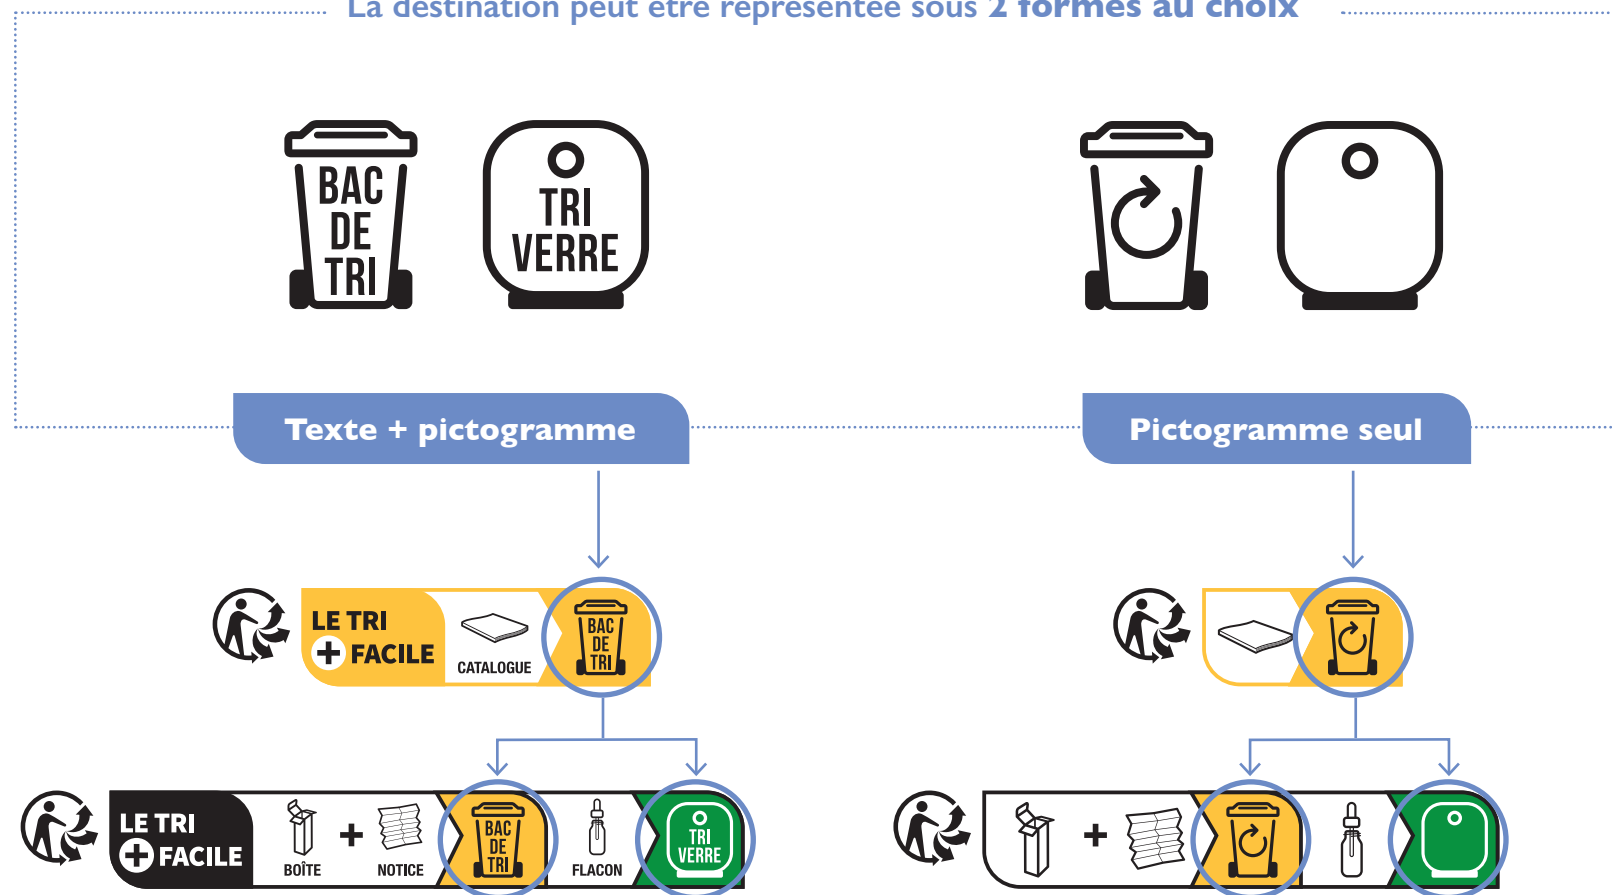 La destination peut être représentée sous 2 formes au choix
BAC
DE
TRI
TRI
VERRE
Texte + pictogramme
Pictogramme seul
LE TRI
+ FACILE
CATALOGUE
BAC
DE
TRI
LE TRI
+ FACILE
BOÎTE
+
NOTICE
BAC
DE
TRI
FLACON
TRI
VERRE
+